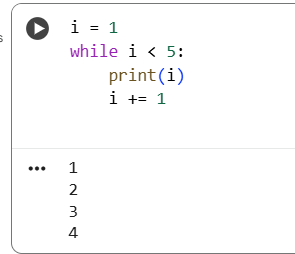 i = 1
while i < 5:
    print(i)
    i += 1
1
2
3
4